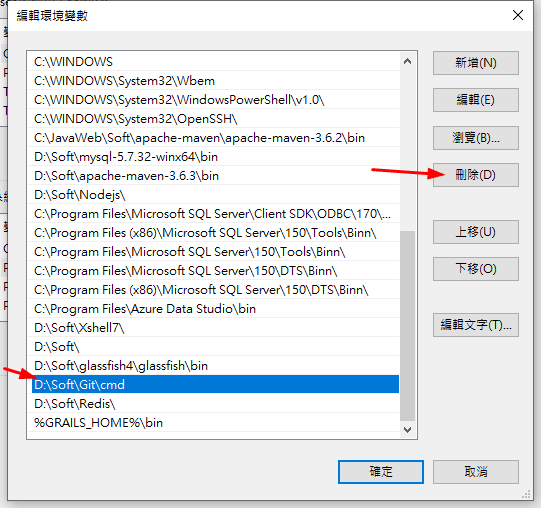 編輯環境變數
C:\WINDOWS
C:\WINDOWS\System32\Wbem
C:\WINDOWS\System32\WindowsPowerShell\v1.0\
C:\WINDOWS\System32\OpenSSH\
C:\JavaWeb\Soft\apache-maven\apache-maven-3.6.2\bin
D:\Soft\mysql-5.7.32-winx64\bin
D:\Soft\apache-maven-3.6.3\bin
D:\Soft\Nodejs\
C:\Program Files\Microsoft SQL Server\Client SDK\ODBC\170\...
C:\Program Files (x86)\Microsoft SQL Server\150\Tools\Binn\
C:\Program Files\Microsoft SQL Server\150\Tools\Binn\
C:\Program Files\Microsoft SQL Server\150\DTS\Binn\
C:\Program Files (x86)\Microsoft SQL Server\150\DTS\Binn\
C:\Program Files\Azure Data Studio\bin
D:\Soft\Xshell7\
D:\Soft\
D:\Soft\glassfish4\glassfish\bin
D:\Soft\Git\cmd
D:\Soft\Redis\
%GRAILS_HOME%\bin
新增(N)
編輯(E)
瀏覽(B)...
刪除(D)
上移(U)
下移(O)
編輯文字(T)...
確定
取消